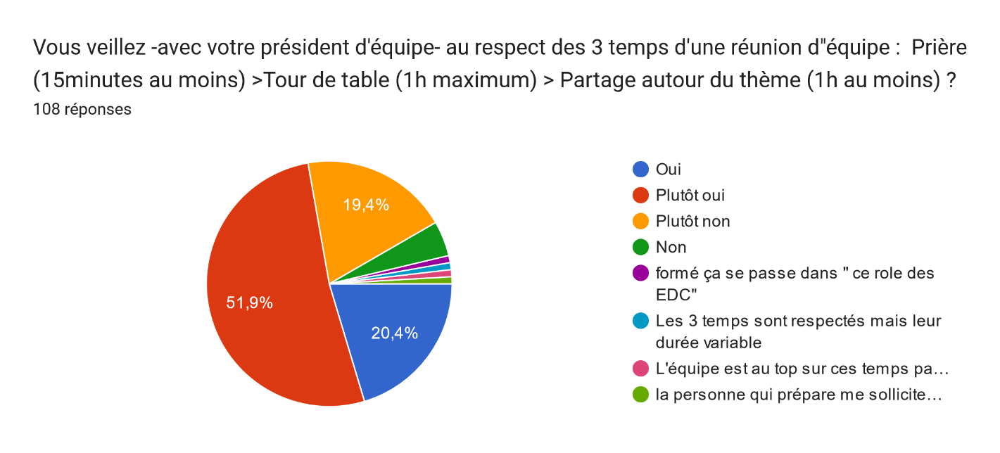 Vous veillez -avec votre président d'équipe- au respect des 3 temps d'une réunion d"équipe :  Prière
(15minutes au moins) >Tour de table (1h maximum) > Partage autour du thème (1h au moins) ?
108 réponses
Oui
Plutôt oui
Plutôt non
Non
formé ça se passe dans " ce role des
EDC"
Les 3 temps sont respectés mais leur
durée variable
L'équipe est au top sur ces temps pa…
la personne qui prépare me sollicite…
19,4%
51,9%
20,4%